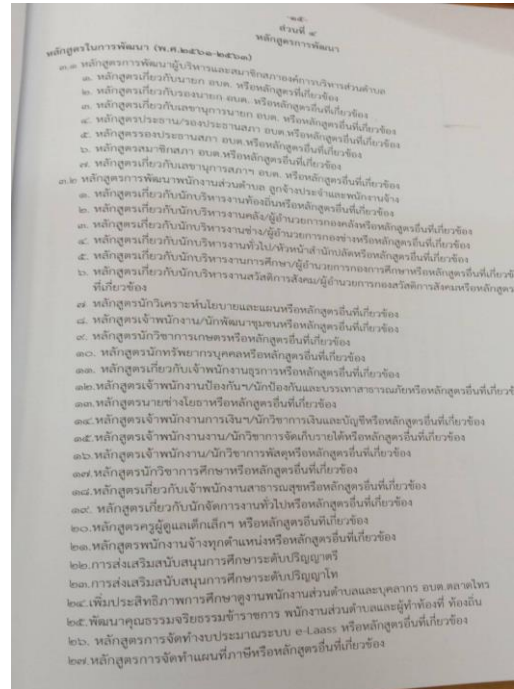 -๑๕-
ส่วนที่ ๔
หลักสูตรการพัฒนา
หลักสูตรในการพัฒนา (พ.ศ.๒๕๖๑-๒๕๖๓)
๓.๑ หลักสูตรการพัฒนาผู้บริหารและสมาชิกสภาองค์การบริหารส่วนตำบล
๑. หลักสูตรเกี่ยวกับนายก อบต. หรือหลักสูตรที่เกี่ยวข้อง
๒. หลักสูตรเกี่ยวกับรองนายก อบต. หรือหลักสูตรอื่นที่เกี่ยวข้อง
๓. หลักสูตรเกี่ยวกับเลขานุการนายก อบต. หรือหลักสูตรอื่นที่เกี่ยวข้อง
๔. หลักสูตรประธาน/รองประธานสภา อบต.หรือหลักสูตรอื่นที่เกี่ยวข้อง
๕. หลักสูตรรองประธานสภา อบต.หรือหลักสูตรอื่นที่เกี่ยวข้อง
๖. หลักสูตรสมาชิกสภา อบต.หรือหลักสูตรอื่นที่เกี่ยวข้อง
๗. หลักสูตรเกี่ยวกับเลขานุการสภาฯ อบต. หรือหลักสูตรอื่นที่เกี่ยวข้อง
๓.๒ หลักสูตรการพัฒนาพนักงานส่วนตำบล ลูกจ้างประจำและพนักงานจ้าง
๑. หลักสูตรเกี่ยวกับนักบริหารงานท้องถิ่นหรือหลักสูตรอื่นที่เกี่ยวข้อง
๒. หลักสูตรเกี่ยวกับนักบริหารงานคลัง/ผู้อำนวยการกองคลังหรือหลักสูตรอื่นที่เกี่ยวข้อง
๓. หลักสูตรเกี่ยวกับนักบริหารงานช่าง/ผู้อำนวยการกองช่างหรือหลักสูตรอื่นที่เกี่ยวข้อง
๔. หลักสูตรเกี่ยวกับนักบริหารงานทั่วไป/หัวหน้าสำนักปลัดหรือหลักสูตรอื่นที่เกี่ยวข้อง
๕. หลักสูตรเกี่ยวกับนักบริหารงานการศึกษา/ผู้อำนวยการกองการศึกษาหรือหลักสูตรอื่นที่เกี่ยวข้
๖. หลักสูตรเกี่ยวกับนักบริหารงานสวัสดิการสังคม/ผู้อำนวยการกองสวัสดิการสังคมหรือหลักสูตร
ที่เกี่ยวข้อง
๗ หลักสูตรนักวิเคราะห์นโยบายและแผนหรือหลักสูตรอื่นที่เกี่ยวข้อง
๘. หลักสูตรเจ้าพนักงาน/นักพัฒนาชุมชนหรือหลักสูตรอื่นที่เกี่ยวข้อง
๙. หลักสูตรนักวิชาการเกษตรหรือหลักสูตรอื่นที่เกี่ยวข้อง
๑๐. หลักสูตรนักทรัพยากรบุคคลหรือหลักสูตรอื่นที่เกี่ยวข้อง
๑๑. หลักสูตรเกี่ยวกับเจ้าพนักงานธุรการหรือหลักสูตรอื่นที่เกี่ยวข้อง
๑๒.หลักสูตรเจ้าพนักงานป้องกันฯ/นักป้องกันและบรรเทาสาธารณภัยหรือหลักสูตรอื่นที่เกี่ยวข้
๑๓.หลักสูตรนายช่างโยธาหรือหลักสูตรอื่นที่เกี่ยวข้อง
๑๔.หลักสูตรเจ้าพนักงานการเงินฯ/นักวิชาการเงินและบัญชีหรือหลักสูตรอื่นที่เกี่ยวข้อง
๑๕.หลักสูตรเจ้าพนักงานงาน/นักวิชาการจัดเก็บรายได้หรือหลักสูตรอื่นที่เกี่ยวข้อง
๑๖.หลักสูตรเจ้าพนักงาน/นักวิชาการพัสดุหรือหลักสูตรอื่นที่เกี่ยวข้อง
๑๗.หลักสูตรนักวิชาการศึกษาหรือหลักสูตรอื่นที่เกี่ยวข้อง
๑๘.หลักสูตรเกี่ยวกับเจ้าพนักงานสาธารณสุขหรือหลักสูตรอื่นที่เกี่ยวข้อง
๑๙. หลักสูตรเกี่ยวกับนักจัดการงานทั่วไปหรือหลักสูตรอื่นที่เกี่ยวข้อง
๒๐.หลักสูตรครูผู้ดูแลเด็กเล็กฯ หรือหลักสูตรอื่นที่เกี่ยวข้อง
๒๑.หลักสูตรพนักงานจ้างทุกตำแหน่งหรือหลักสูตรอื่นที่เกี่ยวข้อง
๒๒.การส่งเสริมสนับสนุนการศึกษาระดับปริญญาตรี
๒๓.การส่งเสริมสนับสนุนการศึกษาระดับปริญญาโท
๒๔.เพิ่มประสิทธิภาพการศึกษาดูงานพนักงานส่วนตำบลและบุคลากร อบต.ตลาดไทร
๒๕.พัฒนาคุณธรรมจริยธรรมข้าราชการ พนักงานส่วนตำบลและผู้นำท้องที่ ท้องถิ่น
๒๖. หลักสูตรการจัดทำงบประมาณระบบ e-Laass หรือหลักสูตรอื่นที่เกี่ยวข้อง
๒๗.หลักสูตรการจัดทำแผนที่ภาษีหรือหลักสูตรอื่นที่เกี่ยวข้อง